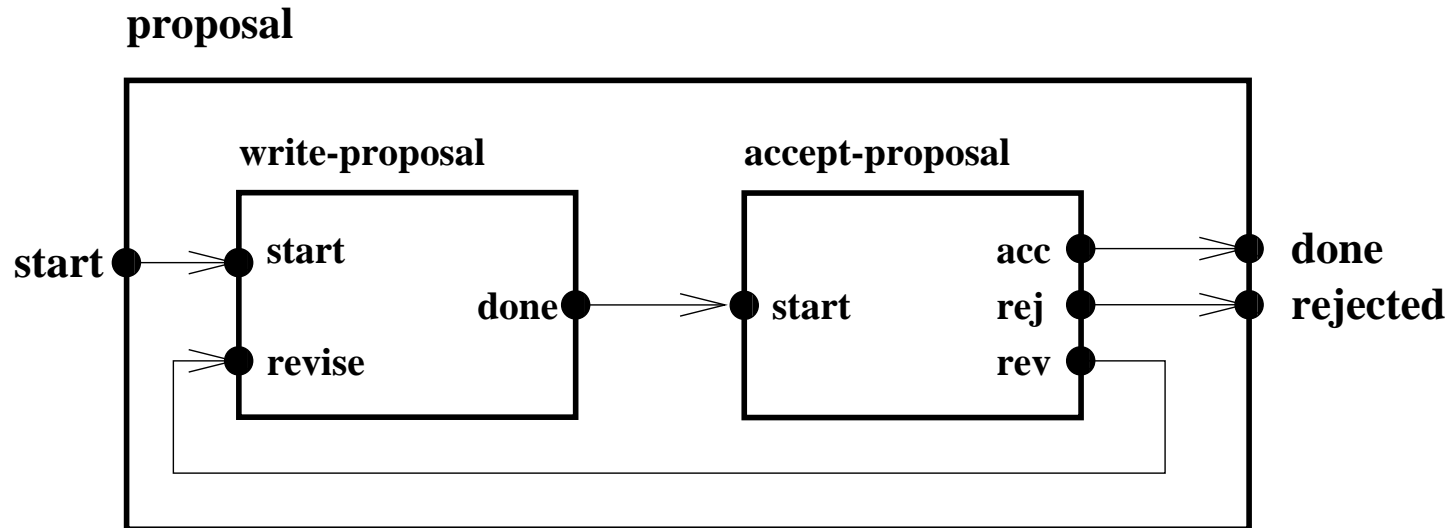 proposal
write-proposal
accept-proposal
start
start
done
revise
start
acc
rej
rev
done
rejected